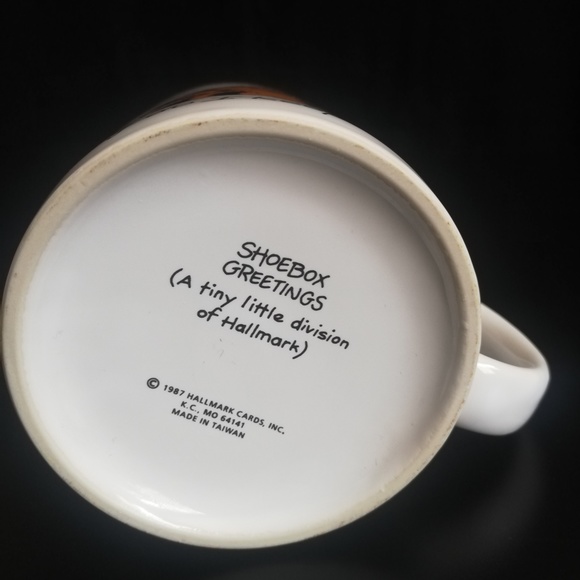 SHOEBOX
GREETINGS
(A tiny little division
of Hallmark)
© 1987 HALLMARK CARDS, INC.
K.C., MO 64141
MADE IN TAIWAN